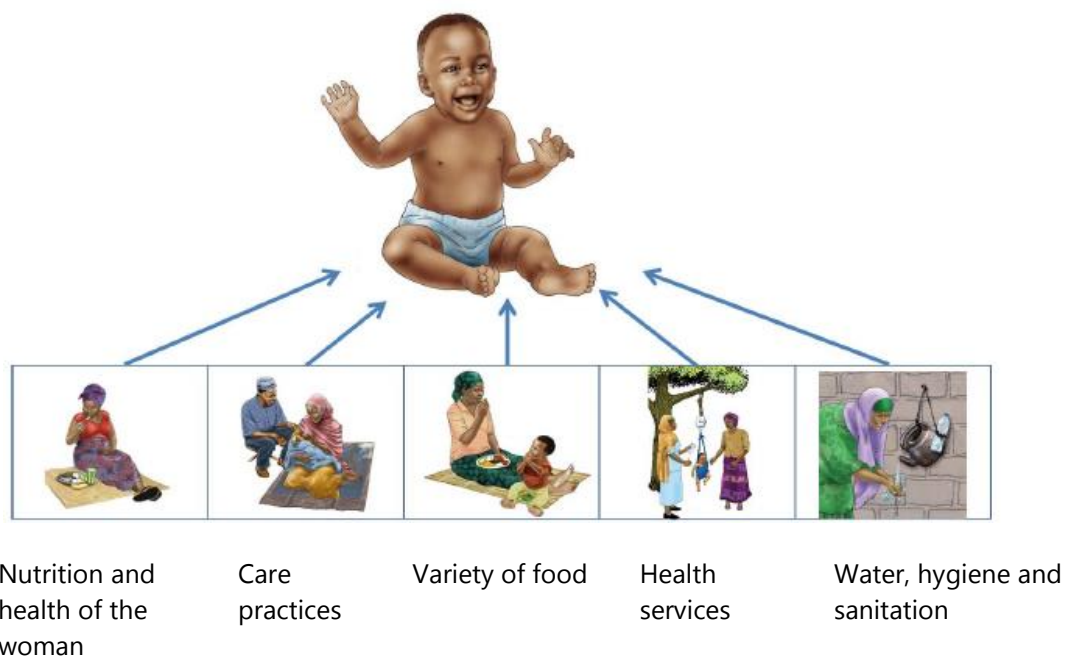 Nutrition and
health of the
woman
Care
practices
Variety of food
Health
services
Water, hygiene and
sanitation